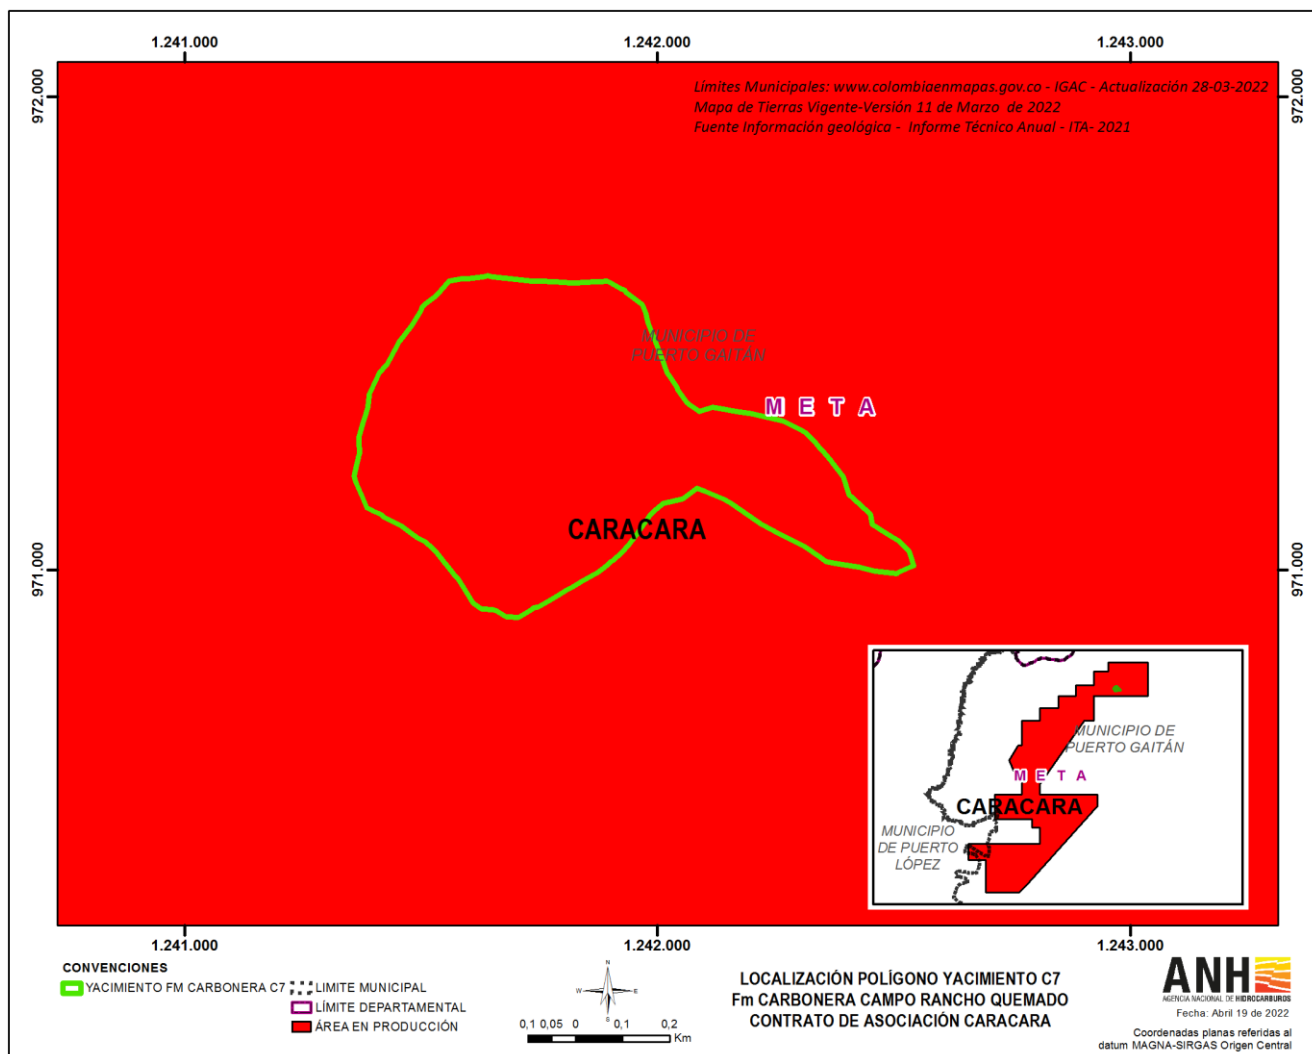 1.241.000
1.242.000
1.243.000
972.000
972.000
Límites Municipales: www.colombiaenmapas.gov.co - IGAC - Actualización 28-03-2022
Mapa de Tierras Vigente-Versión 11 de Marzo de 2022
Fuente Información geológica - Informe Técnico Anual - ITA- 2021
MUNICIPIO DE
PUERTO GAITÁN
META
CARACARA
971.000
971.000
MUNICIPIO DE
PUERTO GAITÁN
META
CARACARA
MUNICIPIO
DE PUERTO
LÓPEZ
1.241.000
1.242.000
1.243.000
CONVENCIONES
YACIMIENTO FM CARBONERA C7
LIMITE MUNICIPAL
LÍMITE DEPARTAMENTAL
ÁREA EN PRODUCCIÓN
N
W
E
S
0,1 0,05 0 0,1 0,2
Km
LOCALIZACIÓN POLÍGONO YACIMIENTO C7
Fm CARBONERA CAMPO RANCHO QUEMADO
CONTRATO DE ASOCIACIÓN CARACARA
ANH
AGENCIA NACIONAL DE HIDROCARBUROS
Fecha: Abril 19 de 2022
Coordenadas planas referidas al
datum MAGNA-SIRGAS Origen Central